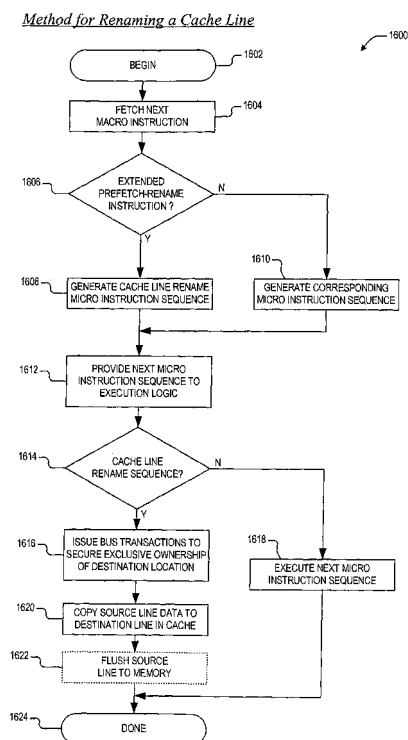 Method for Renaming a Cache Line
1600
BEGIN
1602
FETCH NEXT
MACRO INSTRUCTION
1604
1606
EXTENDED
PREFETCH-RENAME
INSTRUCTION ?
N
Y
1608
GENERATE CACHE LINE RENAME
MICRO INSTRUCTION SEQUENCE
1610
GENERATE CORRESPONDING
MICRO INSTRUCTION SEQUENCE
1612
PROVIDE NEXT MICRO
INSTRUCTION SEQUENCE TO
EXECUTION LOGIC
1614
CACHE LINE
RENAME SEQUENCE?
N
Y
1616
ISSUE BUS TRANSACTIONS TO
SECURE EXCLUSIVE OWNERSHIP
OF DESTINATION LOCATION
1618
EXECUTE NEXT MICRO
INSTRUCTION SEQUENCE
1620
COPY SOURCE LINE DATA TO
DESTINATION LINE IN CACHE
1622
FLUSH SOURCE
LINE TO MEMORY
1624
DONE